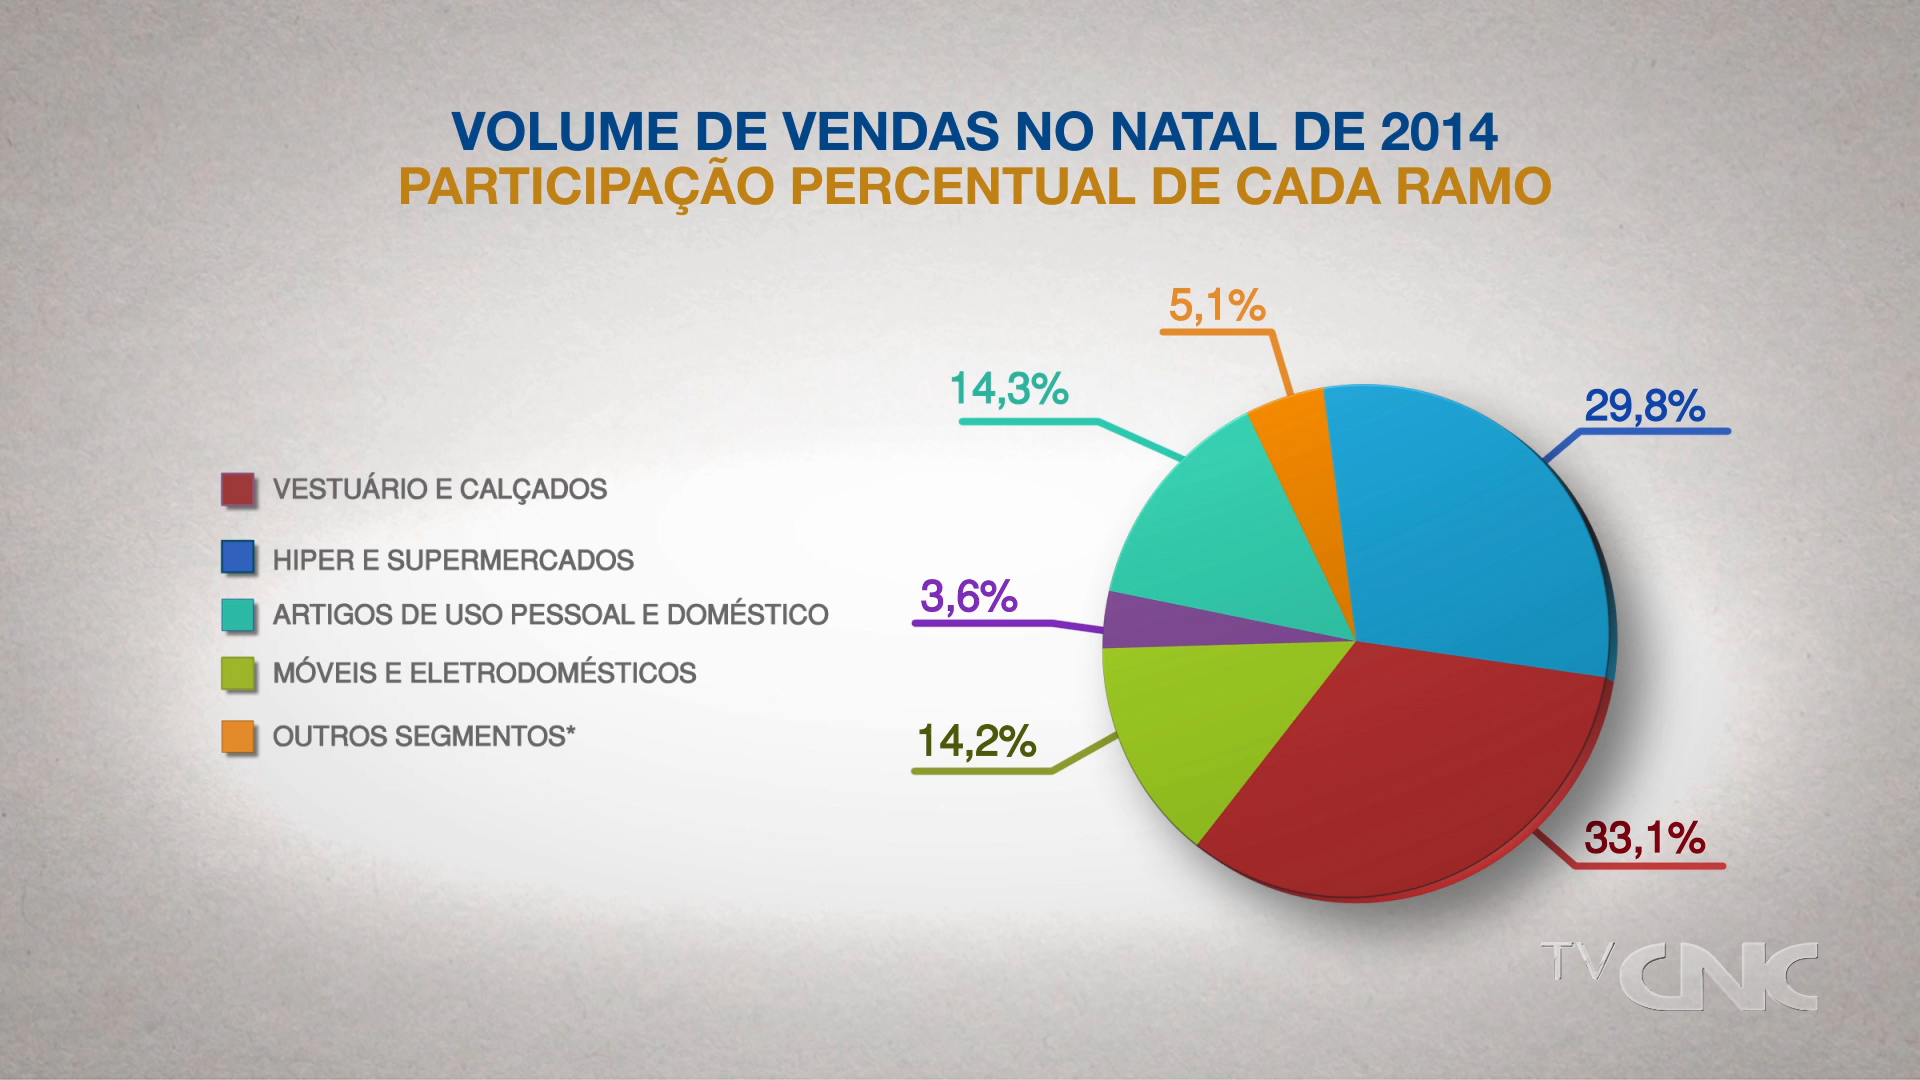 VOLUME DE VENDAS NO NATAL DE 2014
PARTICIPAÇÃO PERCENTUAL DE CADA RAMO
5,1%
14,3%
29,8%
VESTUÁRIO E CALÇADOS
HIPER E SUPERMERCADOS
ARTIGOS DE USO PESSOAL E DOMÉSTICO
3,6%
MÓVEIS E ELETRODOMÉSTICOS
OUTROS SEGMENTOS*
14,2%
33,1%
TV CNC